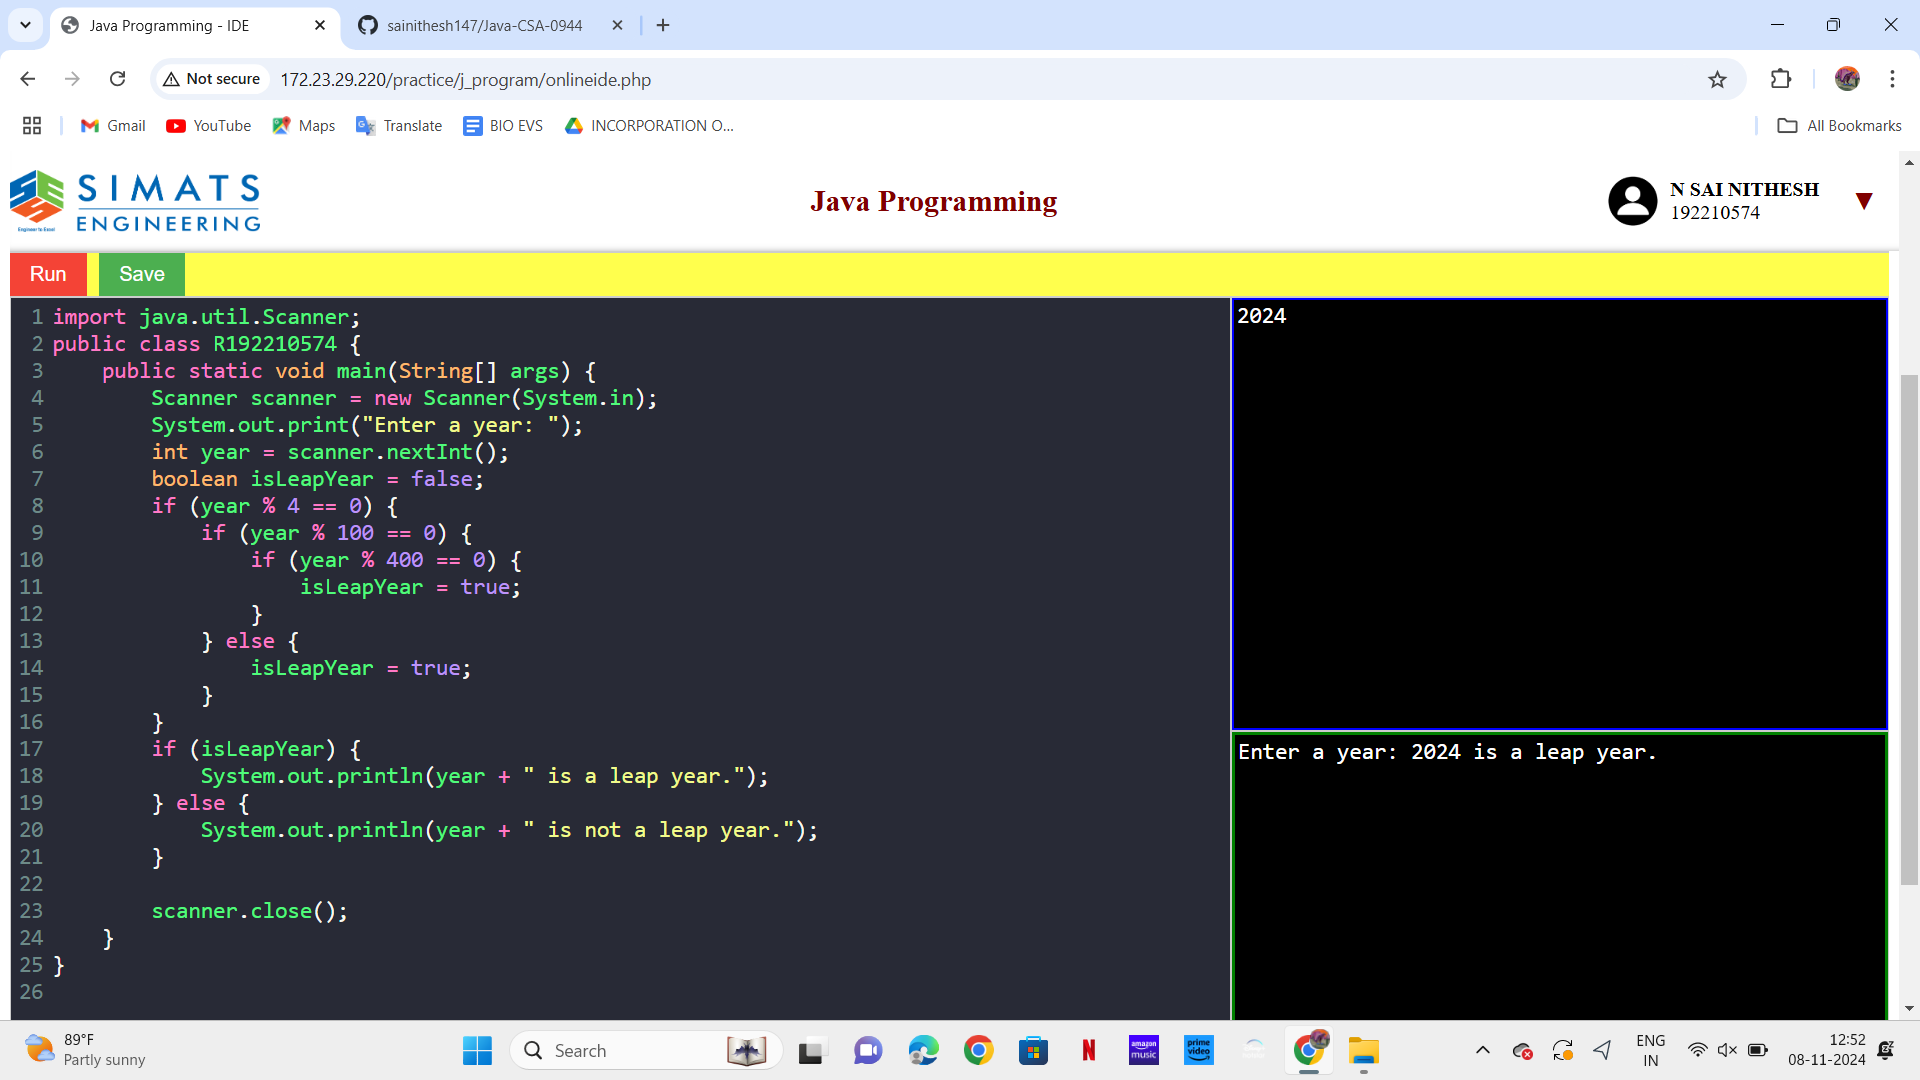 Java Programming - IDE
sainithesh147/Java-CSA-0944
Not secure
172.23.29.220/practice/j_program/onlineide.php
Gmail
YouTube
Maps
Translate
BIO EVS
INCORPORATION O...
All Bookmarks
SIMATS
ENGINEERING
Engineer to Excel
Java Programming
N SAI NITHESH
192210574
Run
Save
1 import java.util.Scanner;
2 public class R192210574 {
3     public static void main(String[] args) {
4         Scanner scanner = new Scanner(System.in);
5         System.out.print("Enter a year: ");
6         int year = scanner.nextInt();
7         boolean isLeapYear = false;
8         if (year % 4 == 0) {
9             if (year % 100 == 0) {
10                 if (year % 400 == 0) {
11                     isLeapYear = true;
12                 }
13             } else {
14                 isLeapYear = true;
15             }
16         }
17         if (isLeapYear) {
18             System.out.println(year + " is a leap year.");
19         } else {
20             System.out.println(year + " is not a leap year.");
21         }
22
23         scanner.close();
24     }
25 }
26
2024
Enter a year: 2024 is a leap year.
89°F
Partly sunny
Search
amazon music
prime video
ENG
IN
12:52
08-11-2024